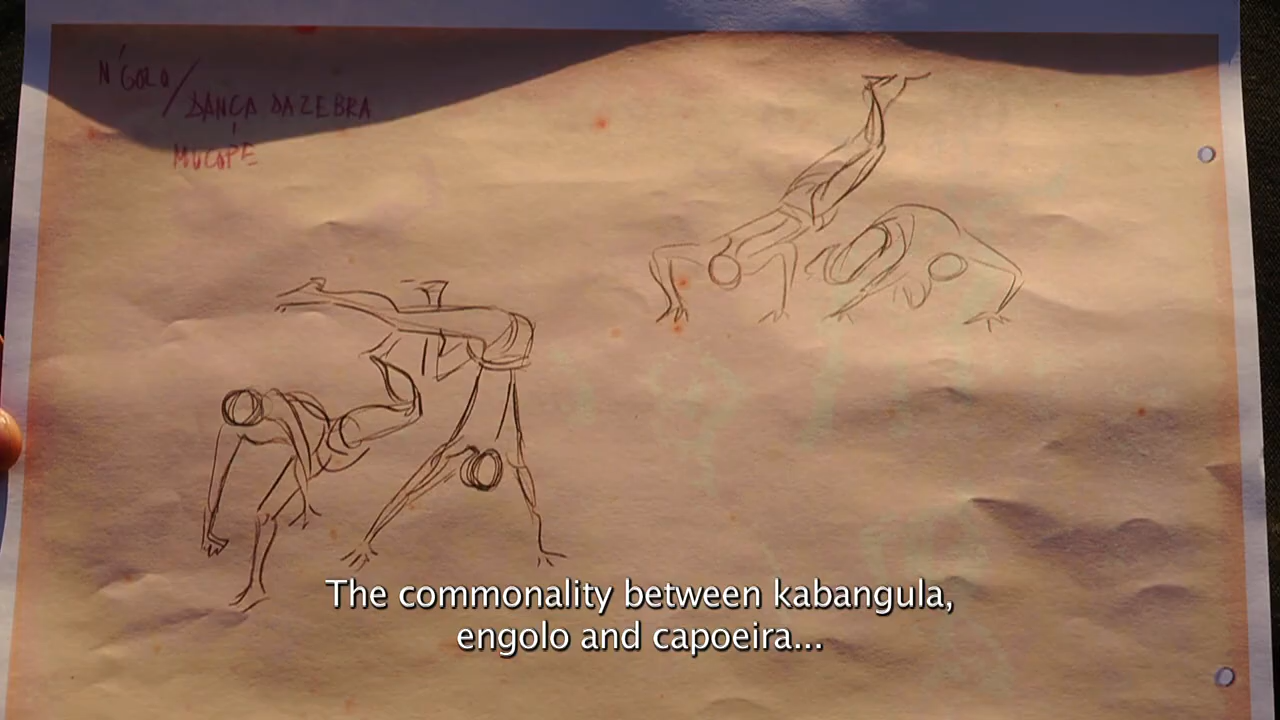 N'GOLO/
DANÇA DA ZEBRA
MUCOPE
The commonality between kabangula,
engolo and capoeira...